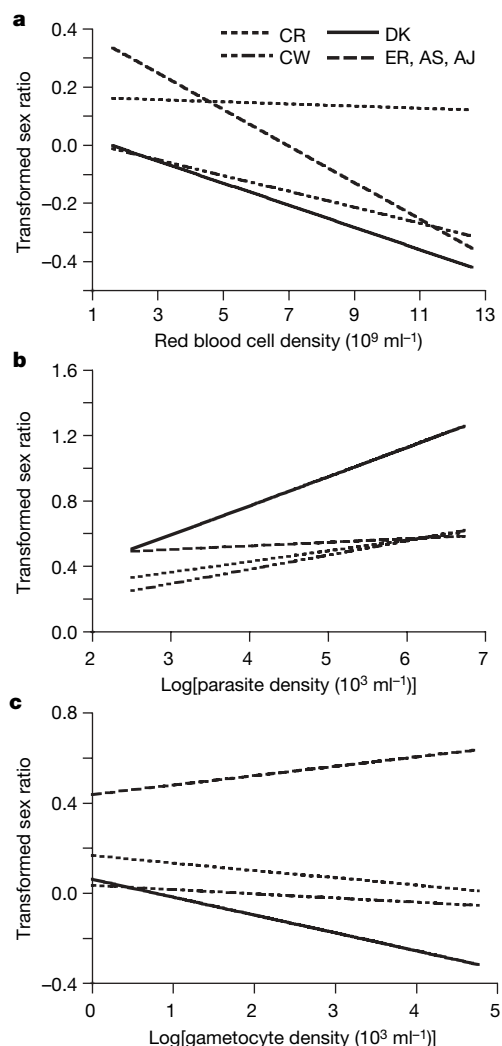 a
0.4
0.2
0.0
–0.2
–0.4
Transformed sex ratio
CR
CW
DK
ER, AS, AJ
1 3 5 7 9 11 13
Red blood cell density (10⁹ ml⁻¹)
b
1.6
1.2
0.8
0.4
0.0
Transformed sex ratio
2 3 4 5 6 7
Log[parasite density (10³ ml⁻¹)]
c
0.8
0.4
0.0
–0.4
Transformed sex ratio
0 1 2 3 4 5
Log[gametocyte density (10³ ml⁻¹)]